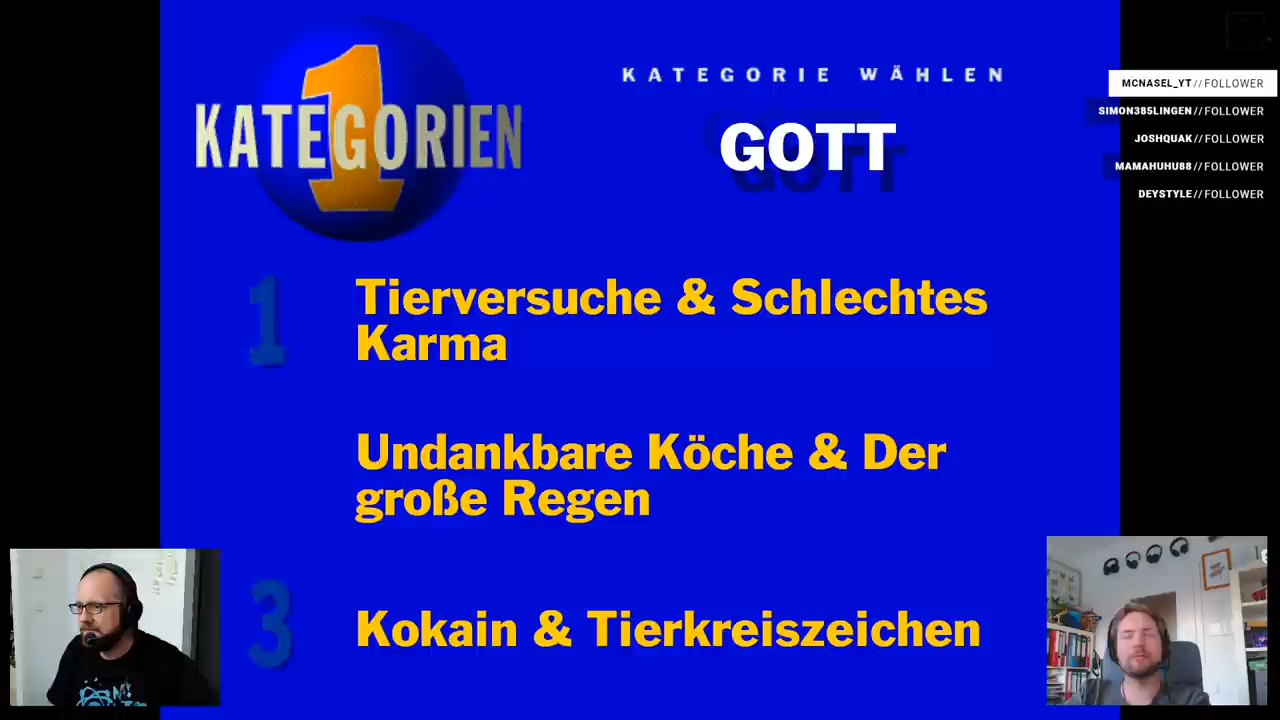 KATEGORIEN
1
KATEGORIE WÄHLEN
GOTT
MCNASEL_YT//FOLLOWER
SIMON385LINGEN//FOLLOWER
JOSHQUAK//FOLLOWER
MAMAHUHU88//FOLLOWER
DEYSTYLE//FOLLOWER
1
Tierversuche & Schlechtes
Karma
Undankbare Köche & Der
große Regen
3
Kokain & Tierkreiszeichen